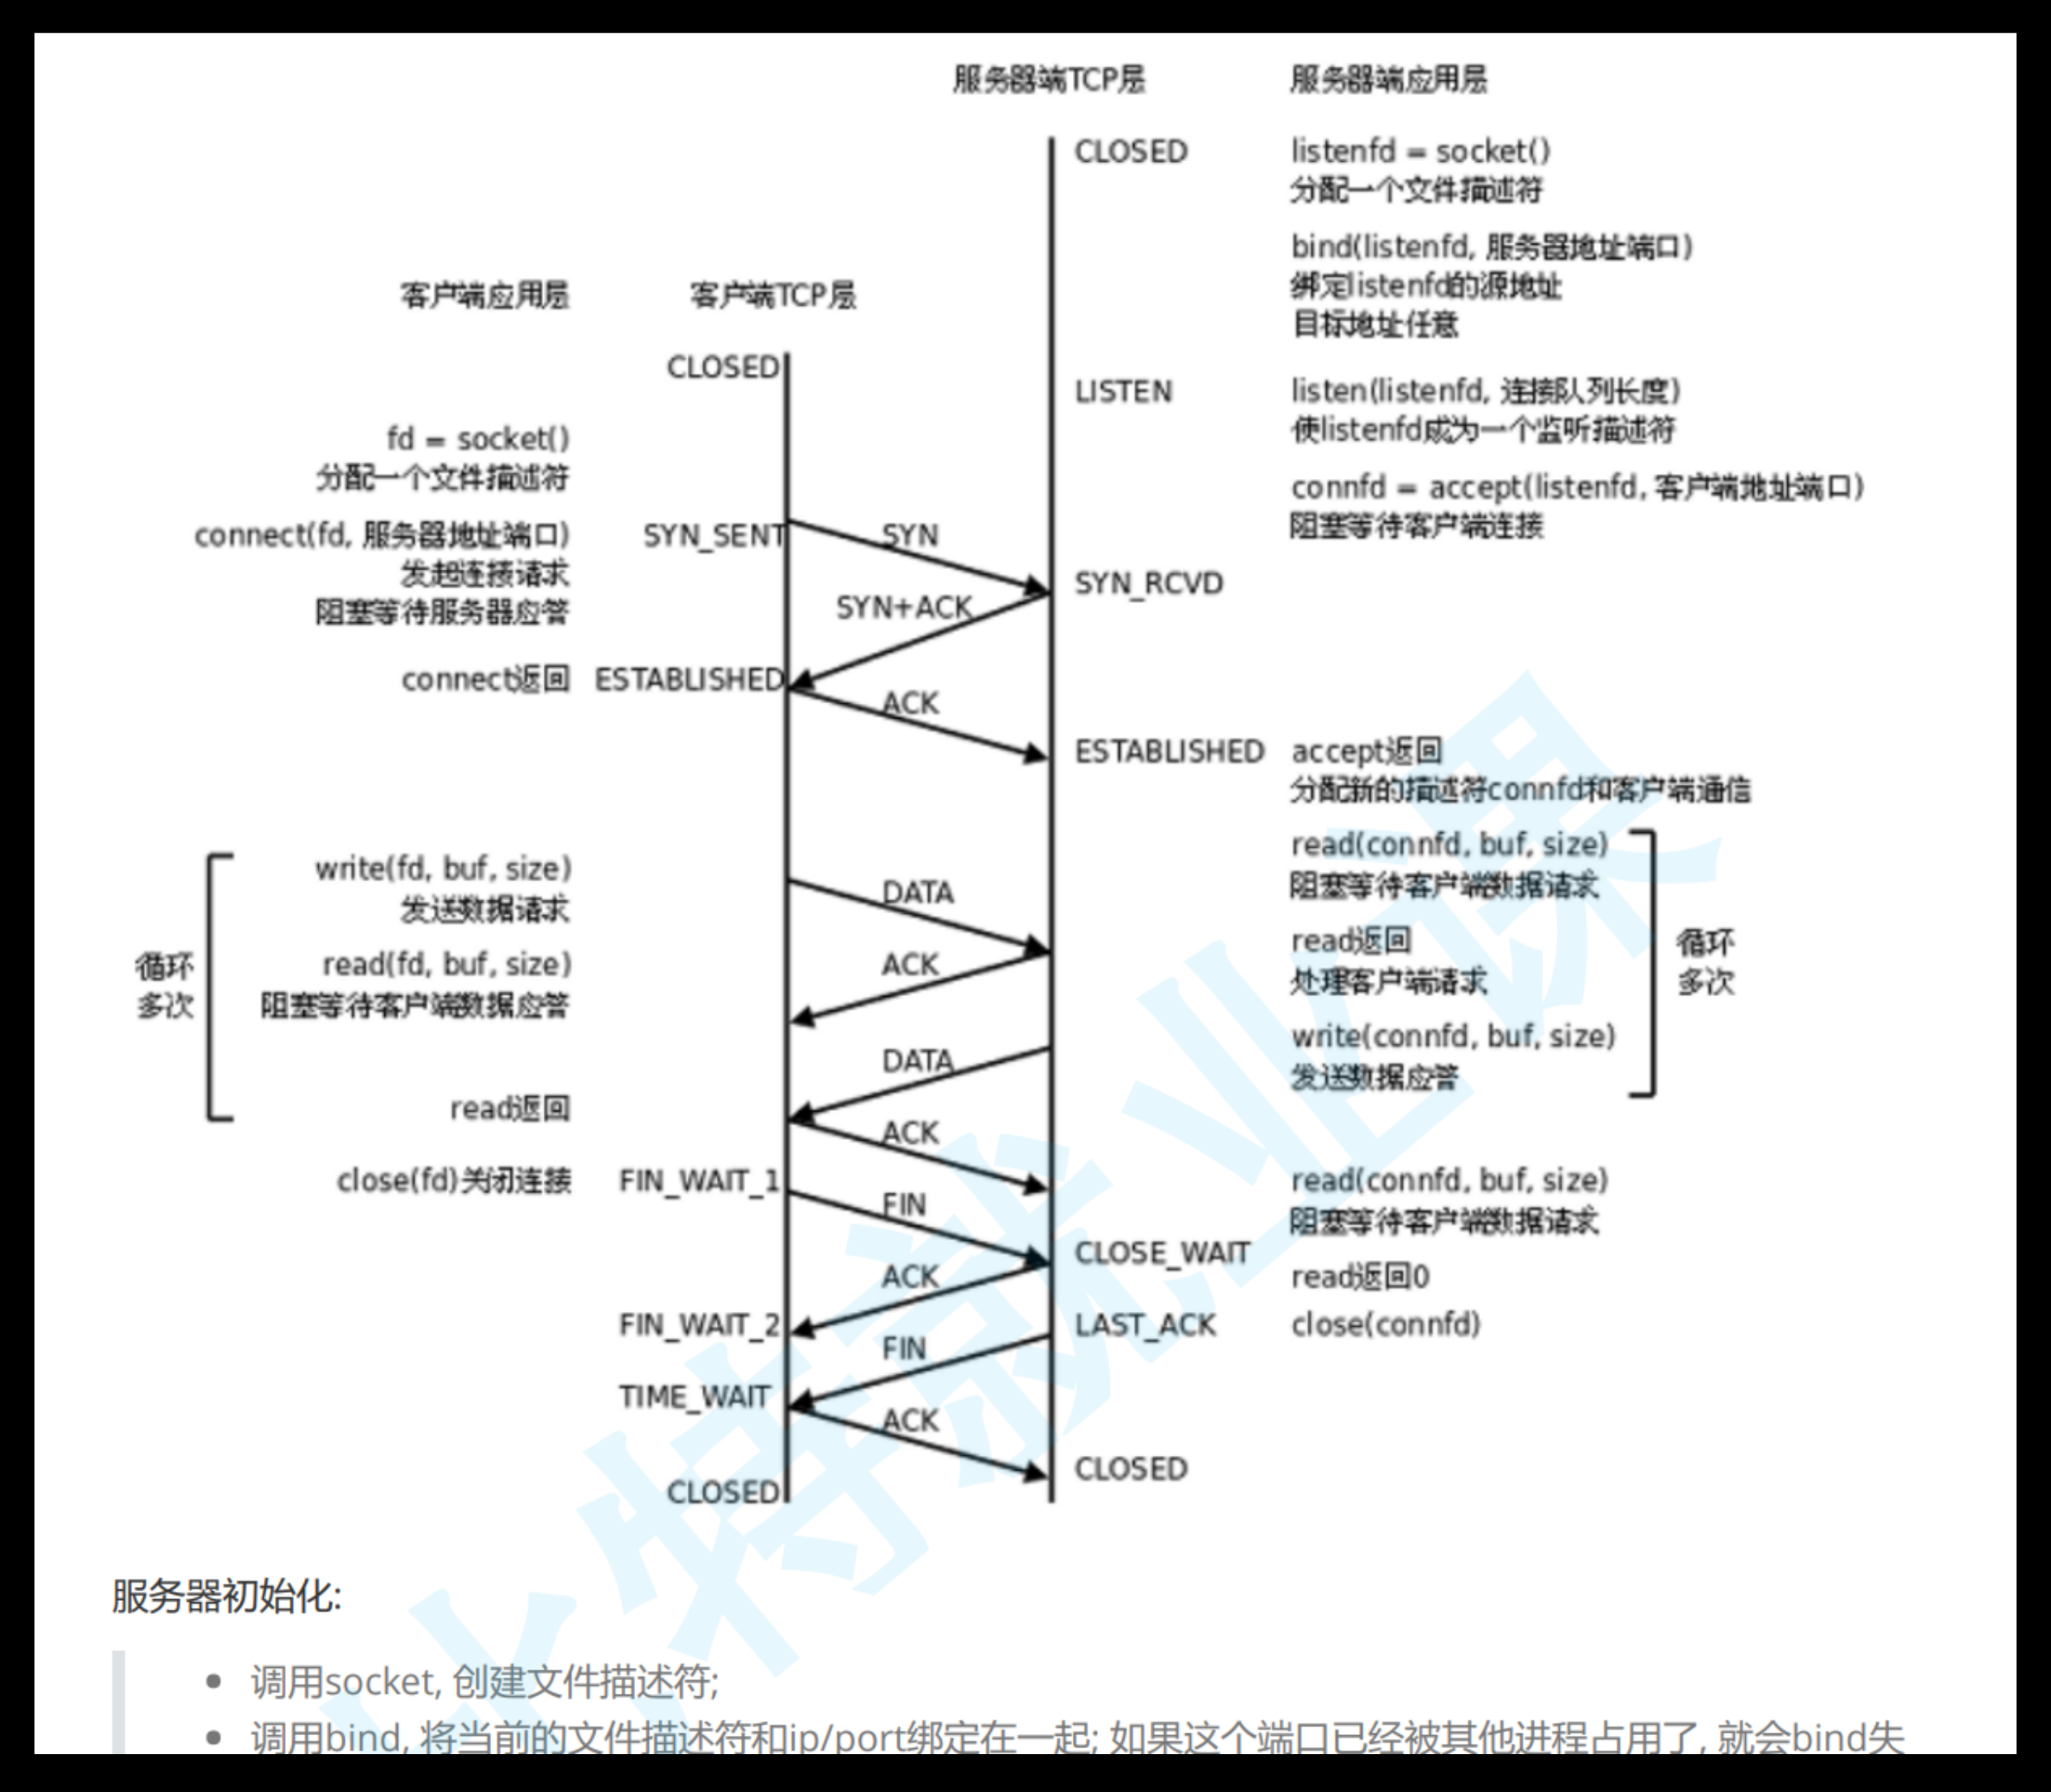 服务器端TCP层 服务器端应用层
CLOSED listenfd = socket()
分配一个文件描述符
bind(listenfd, 服务器地址端口)
绑定listenfd的源地址
目标地址任意
客户端应用层 客户端TCP层
CLOSED
LISTEN listen(listenfd, 连接队列长度)
使listenfd成为一个监听描述符
fd = socket()
分配一个文件描述符
connfd = accept(listenfd, 客户端地址端口)
阻塞等待客户端连接
connect(fd, 服务器地址端口) SYN_SENT SYN
发起连接请求
阻塞等待服务器应管
SYN_RCVD
SYN+ACK
connect返回 ESTABLISHED
ACK
ESTABLISHED accept返回
分配新的描述符connfd和客户端通信
read(connfd, buf, size)
阻塞等待客户端数据请求
write(fd, buf, size)
发送数据请求
DATA
read返回
处理客户端请求
循环
多次
read(fd, buf, size)
阻塞等待客户端数据应管
ACK
循环
多次
write(connfd, buf, size)
发送数据应管
DATA
read返回
ACK
close(fd)关闭连接 FIN_WAIT_1
read(connfd, buf, size)
阻塞等待客户端数据请求
FIN
CLOSE_WAIT
read返回0
ACK
FIN_WAIT_2
LAST_ACK close(connfd)
FIN
TIME_WAIT
ACK
CLOSED
CLOSED
服务器初始化:
• 调用socket, 创建文件描述符;
• 调用bind, 将当前的文件描述符和ip/port绑定在一起; 如果这个端口已经被其他进程占用了, 就会bind失
比特就业课